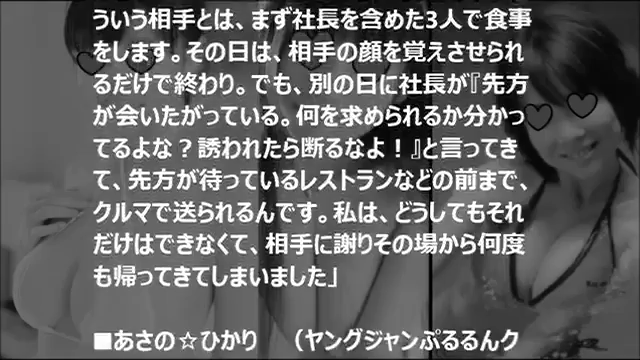 ういう相手とは、まず社長を含めた3人で食事
をします。その日は、相手の顔を覚えさせられ
るだけで終わり。でも、別の日に社長が『先方
が会いたがっている。何を求められるか分かっ
てるよな？誘われたら断るなよ！』と言ってき
て、先方が待っているレストランなどの前まで、
クルマで送られるんです。私は、どうしてもそれ
だけはできなくて、相手に謝りその場から何度
も帰ってきてしまいました」
■あさの☆ひかり　（ヤングジャンぷるるんク